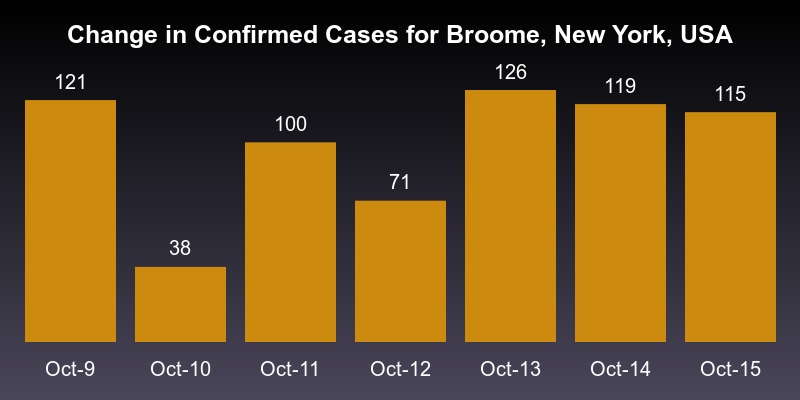 Change in Confirmed Cases for Broome, New York, USA
121
38
100
71
126
119
115
Oct-9
Oct-10
Oct-11
Oct-12
Oct-13
Oct-14
Oct-15